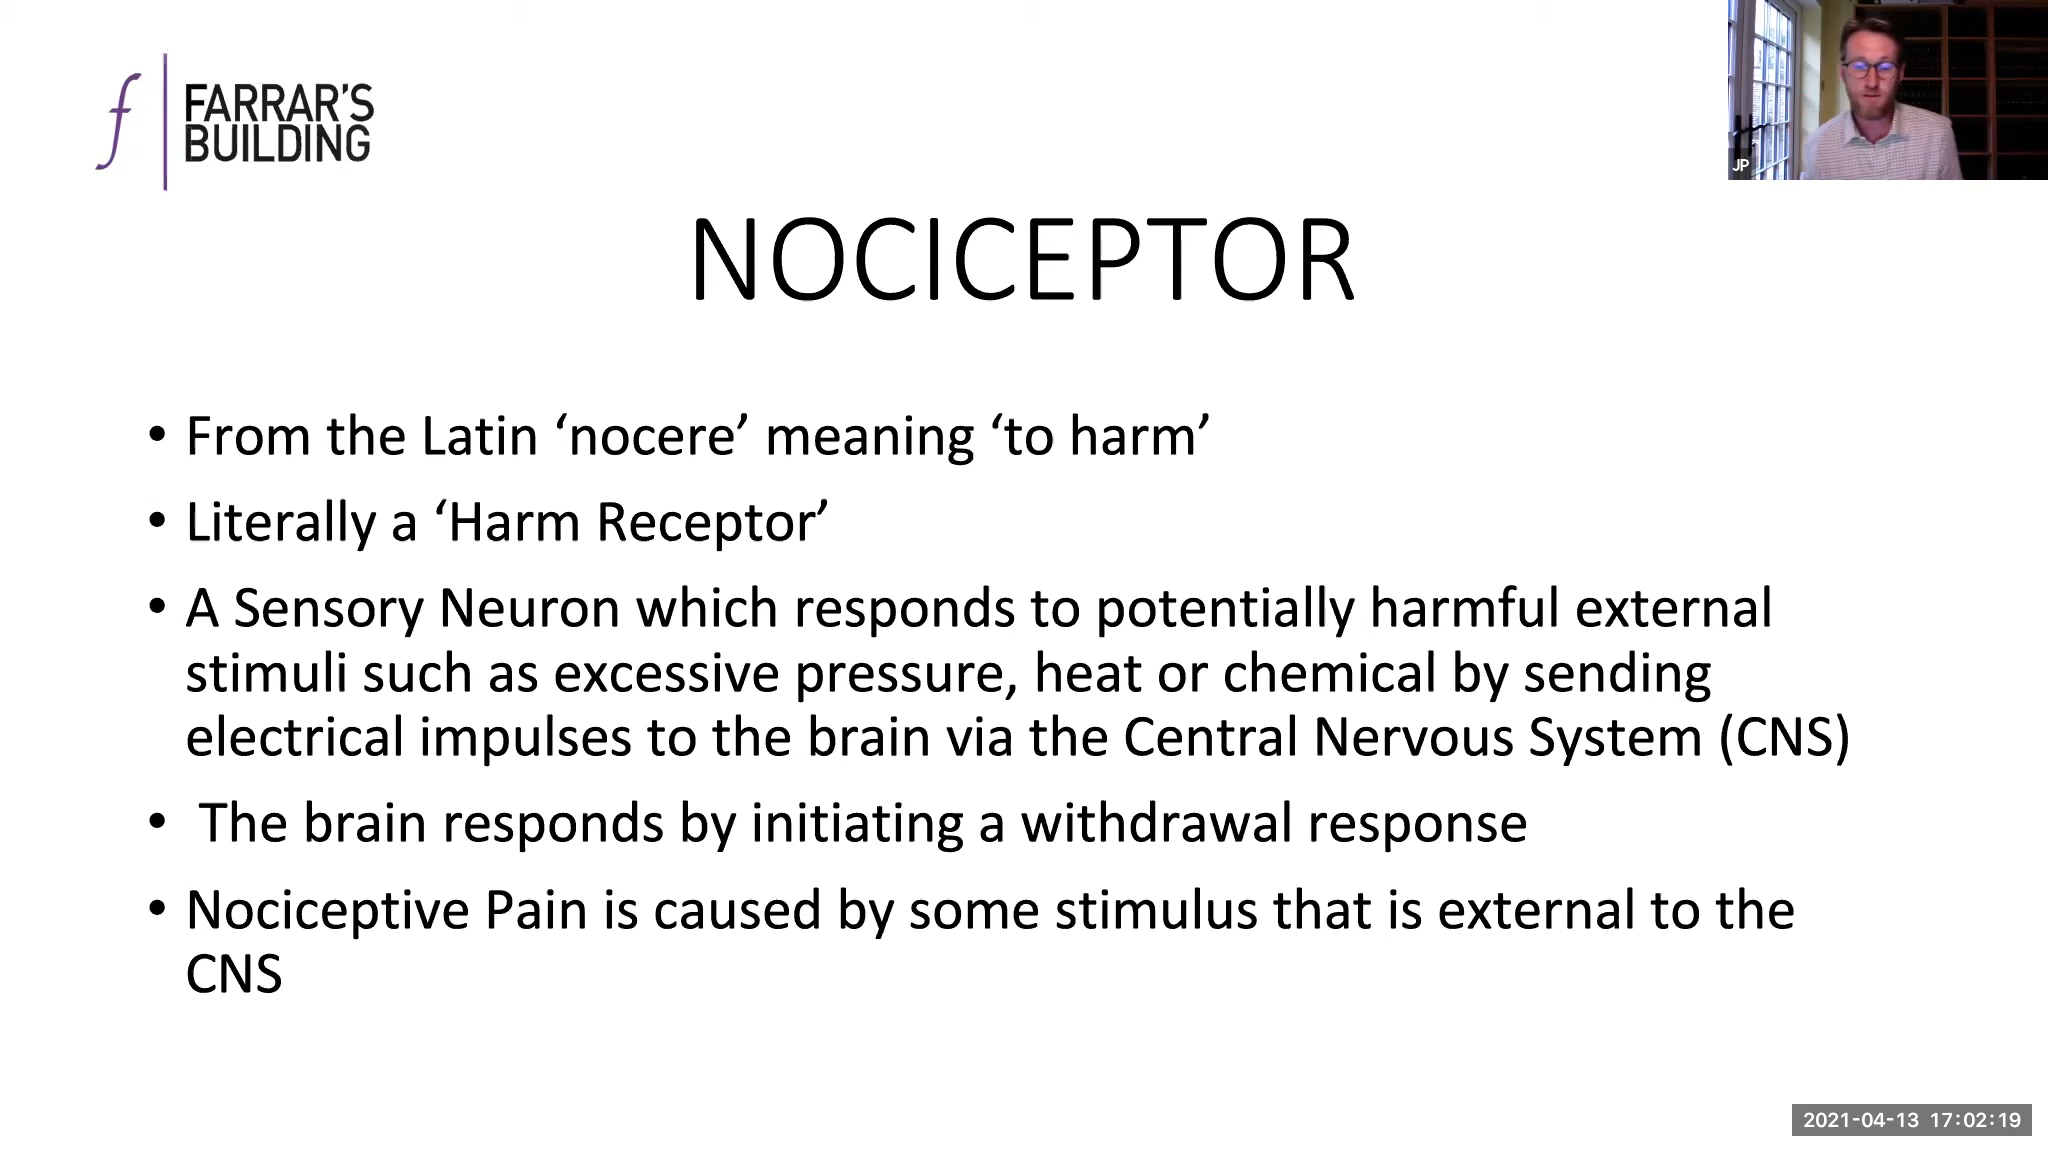 f
FARRAR'S
BUILDING
JP
NOCICEPTOR
• From the Latin ‘nocere’ meaning ‘to harm’
• Literally a ‘Harm Receptor’
• A Sensory Neuron which responds to potentially harmful external
stimuli such as excessive pressure, heat or chemical by sending
electrical impulses to the brain via the Central Nervous System (CNS)
• The brain responds by initiating a withdrawal response
• Nociceptive Pain is caused by some stimulus that is external to the
CNS
2021-04-13 17:02:19